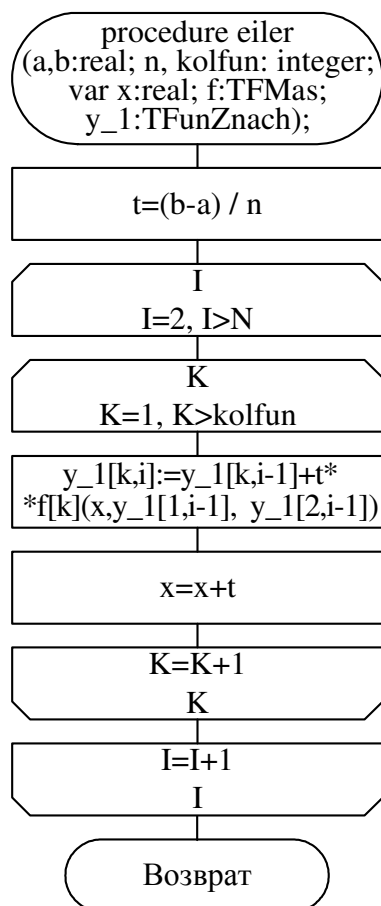 procedure eiler
(a,b:real; n, kolfun: integer;
var x:real; f:TFMas;
y_1:TFunZnach);
t=(b-a) / n
I
I=2, I>N
K
K=1, K>kolfun
y_1[k,i]:=y_1[k,i-1]+t*
*f[k](x,y_1[1,i-1], y_1[2,i-1])
x=x+t
K=K+1
K
I=I+1
I
Возврат